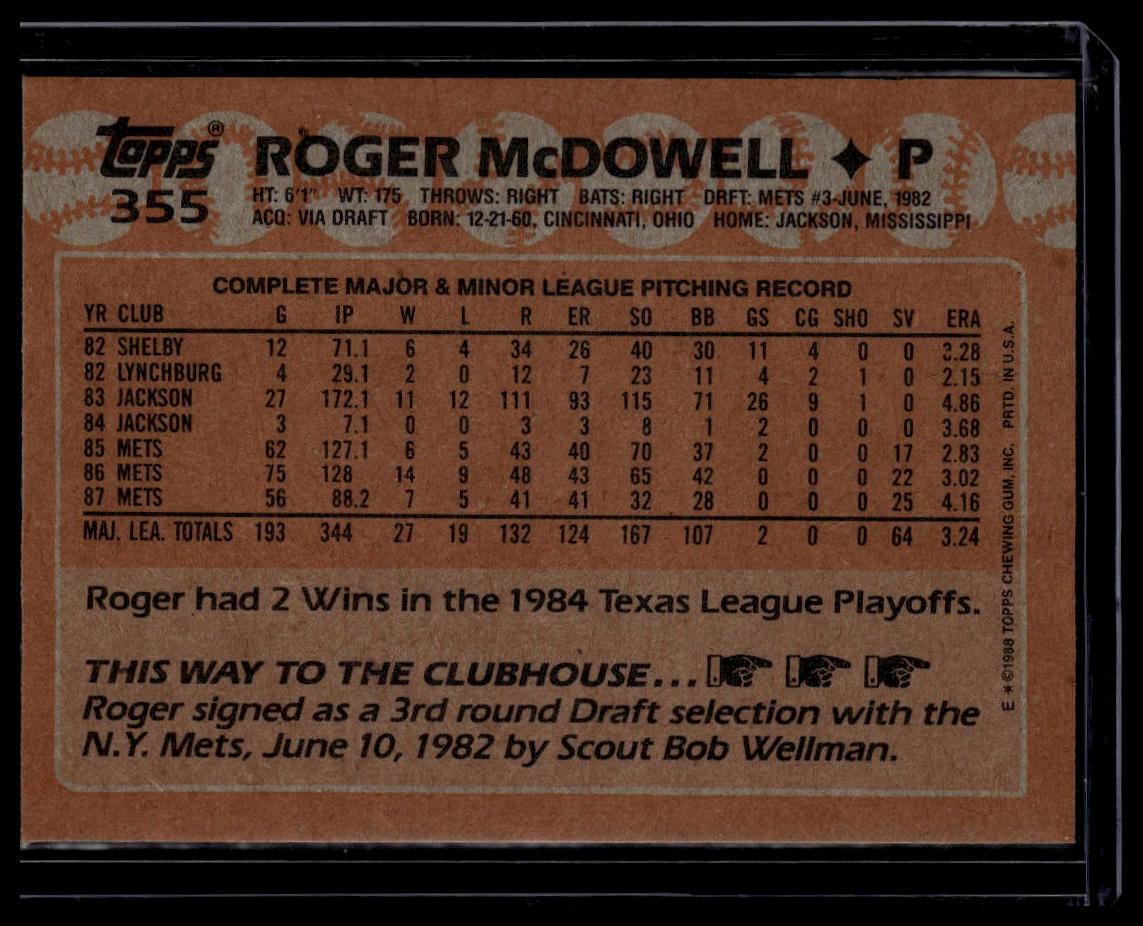 topps® ROGER McDOWELL ✦ P
355 HT: 6'1" WT: 175 THROWS: RIGHT BATS: RIGHT DRFT: METS #3-JUNE, 1982
ACQ: VIA DRAFT BORN: 12-21-60, CINCINNATI, OHIO HOME: JACKSON, MISSISSIPPI
COMPLETE MAJOR & MINOR LEAGUE PITCHING RECORD
YR CLUB G IP W L R ER SO BB GS CG SHO SV ERA
82 SHELBY 12 71.1 6 4 34 26 40 30 11 4 0 0 3.28
82 LYNCHBURG 4 29.1 2 0 12 7 23 11 4 2 1 0 2.15
83 JACKSON 27 172.1 11 12 111 93 115 71 26 9 1 0 4.86
84 JACKSON 3 7.1 0 0 3 3 8 1 2 0 0 0 3.68
85 METS 62 127.1 6 5 43 40 70 37 2 0 0 17 2.83
86 METS 75 128 14 9 48 43 65 42 0 0 0 22 3.02
87 METS 56 88.2 7 5 41 41 32 28 0 0 0 25 4.16
MAJ. LEA. TOTALS 193 344 27 19 132 124 167 107 2 0 0 64 3.24
Roger had 2 Wins in the 1984 Texas League Playoffs.
THIS WAY TO THE CLUBHOUSE...
Roger signed as a 3rd round Draft selection with the
N.Y. Mets, June 10, 1982 by Scout Bob Wellman.
E * ©1988 TOPPS CHEWING GUM, INC. PRTD. IN U.S.A.